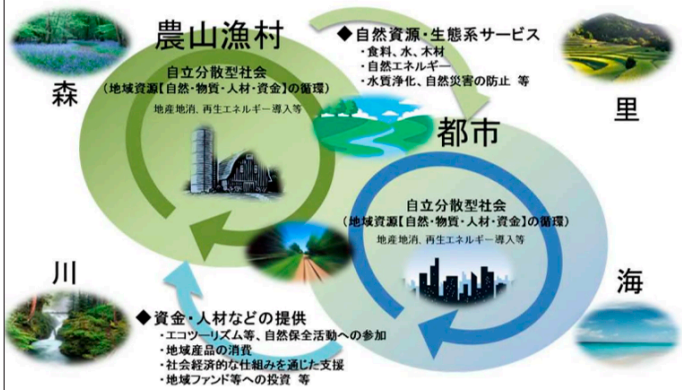 農山漁村
◆自然資源・生態系サービス
・食料、水、木材
・自然エネルギー
・水質浄化、自然災害の防止 等
森
自立分散型社会
(地域資源【自然・物質・人材・資金】の循環)
地産地消、再生エネルギー導入等
里
都市
自立分散型社会
(地域資源【自然・物質・人材・資金】の循環)
地産地消、再生エネルギー導入等
川
海
◆資金・人材などの提供
・エコツーリズム等、自然保全活動への参加
・地域産品の消費
・社会経済的な仕組みを通じた支援
・地域ファンド等への投資 等